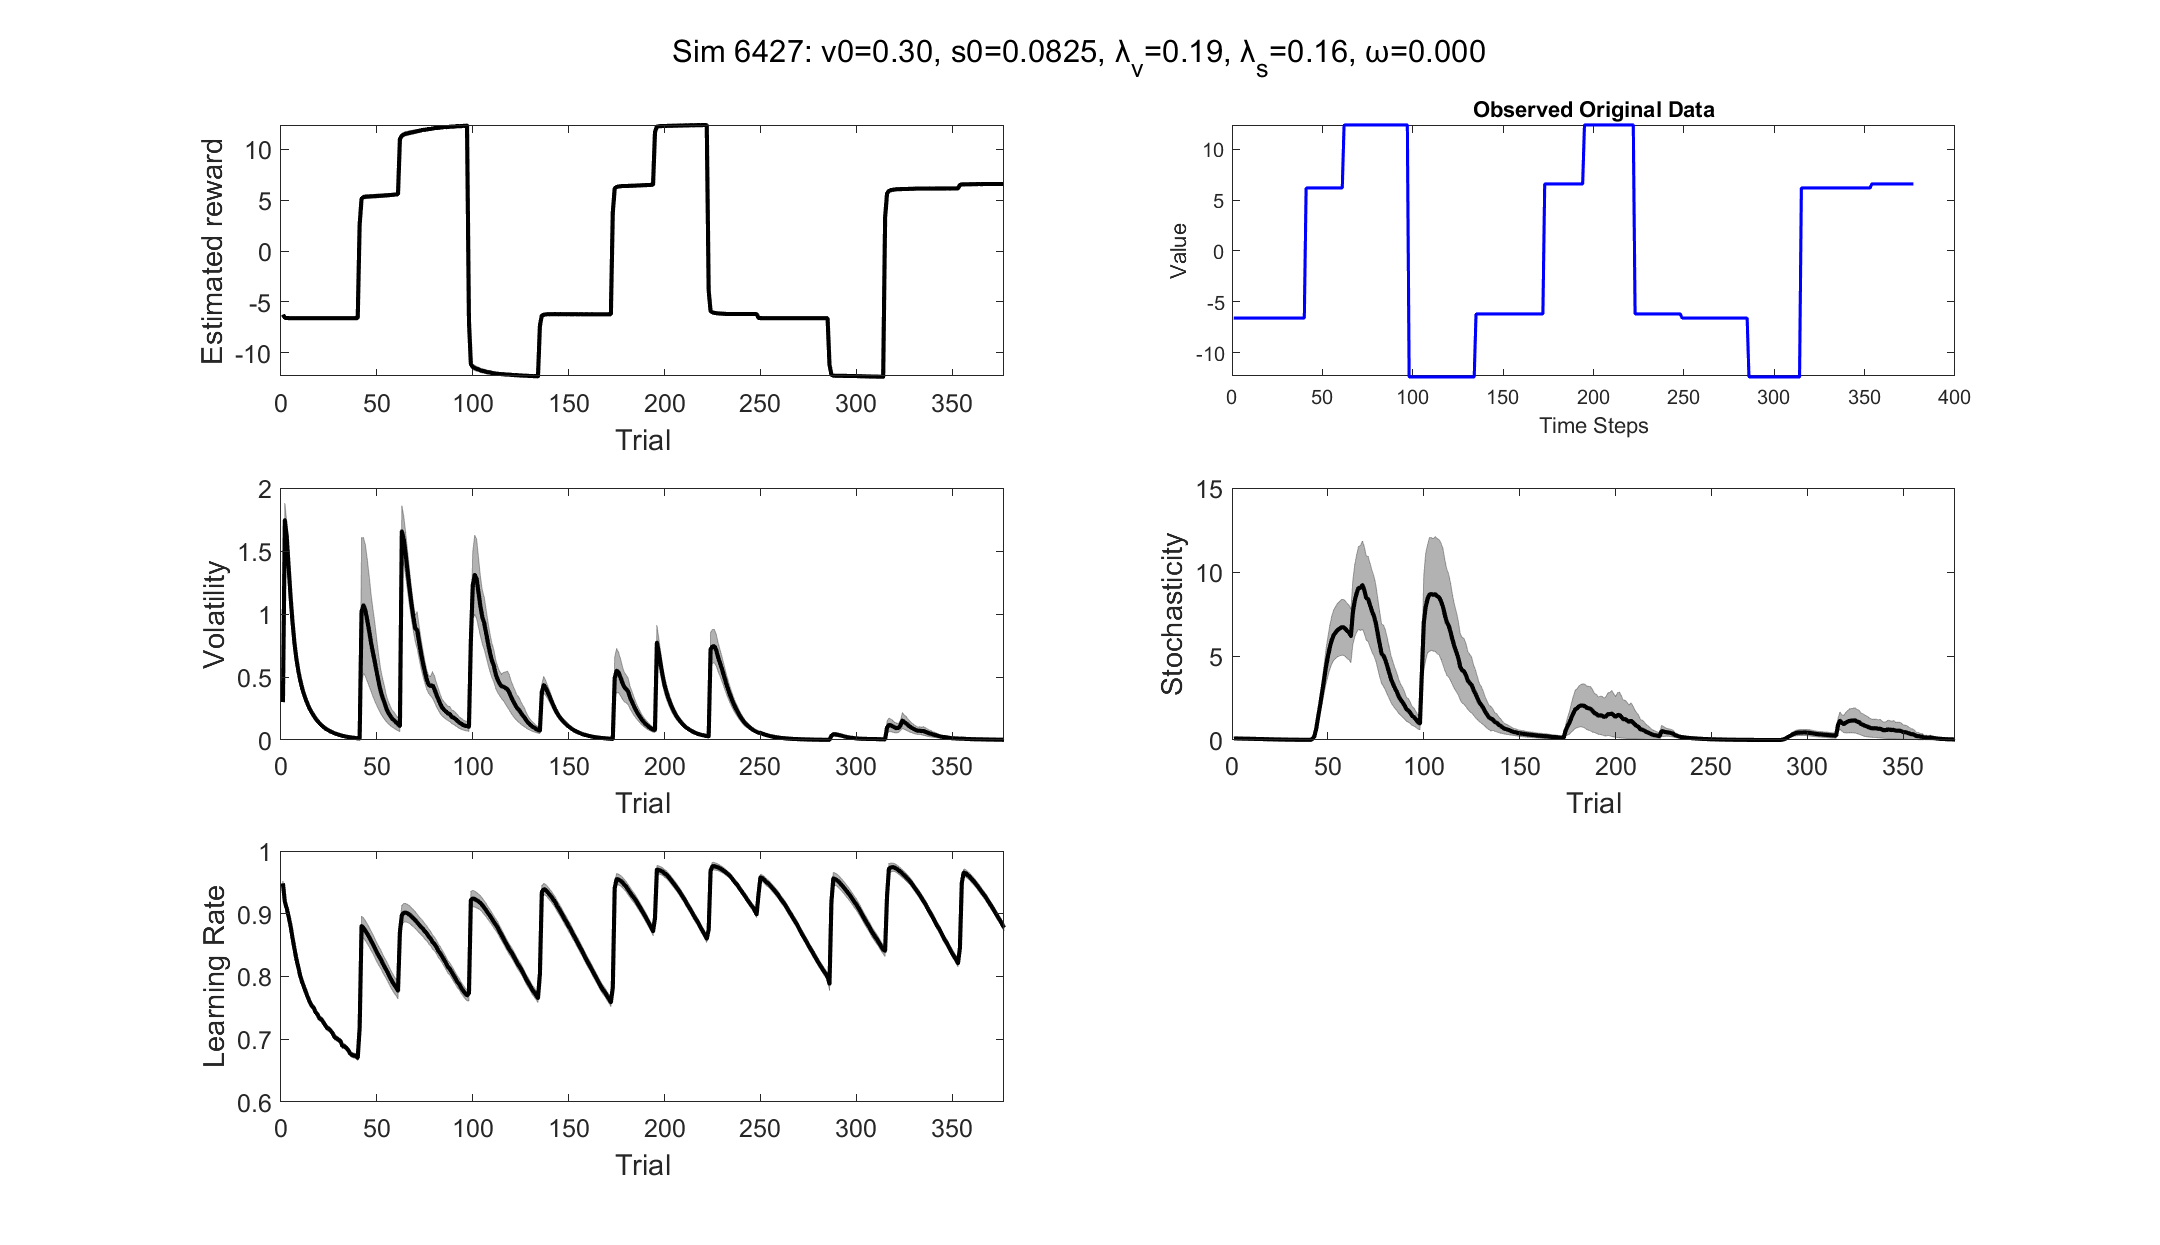 Sim 6427: v0=0.30, s0=0.0825, λv=0.19, λs=0.16, ω=0.000
Estimated reward
10
5
0
-5
-10
0 50 100 150 200 250 300 350
Trial
Observed Original Data
Value
10
5
0
-5
-10
0 50 100 150 200 250 300 350 400
Time Steps
Volatility
2
1.5
1
0.5
0
0 50 100 150 200 250 300 350
Trial
Stochasticity
15
10
5
0
0 50 100 150 200 250 300 350
Trial
Learning Rate
1
0.9
0.8
0.7
0.6
0 50 100 150 200 250 300 350
Trial